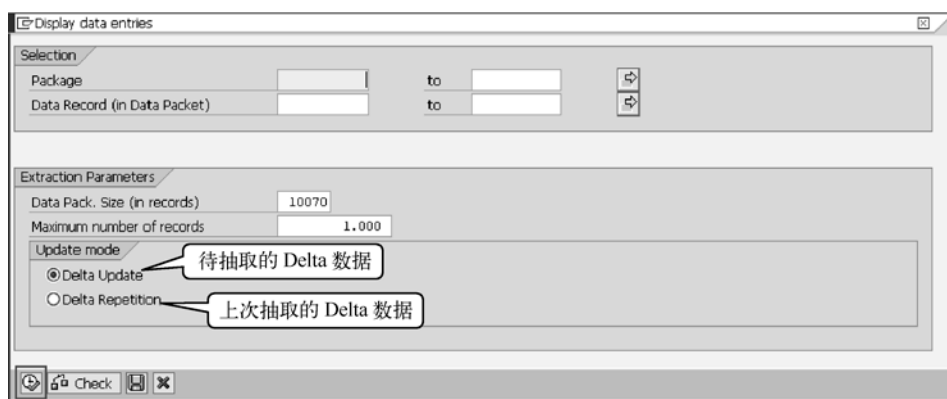 Display data entries
Selection
Package to
Data Record (in Data Packet) to
Extraction Parameters
Data Pack. Size (in records) 10070
Maximum number of records 1.000
Update mode
待抽取的 Delta 数据
Delta Update
Delta Repetition
上次抽取的 Delta 数据
Check